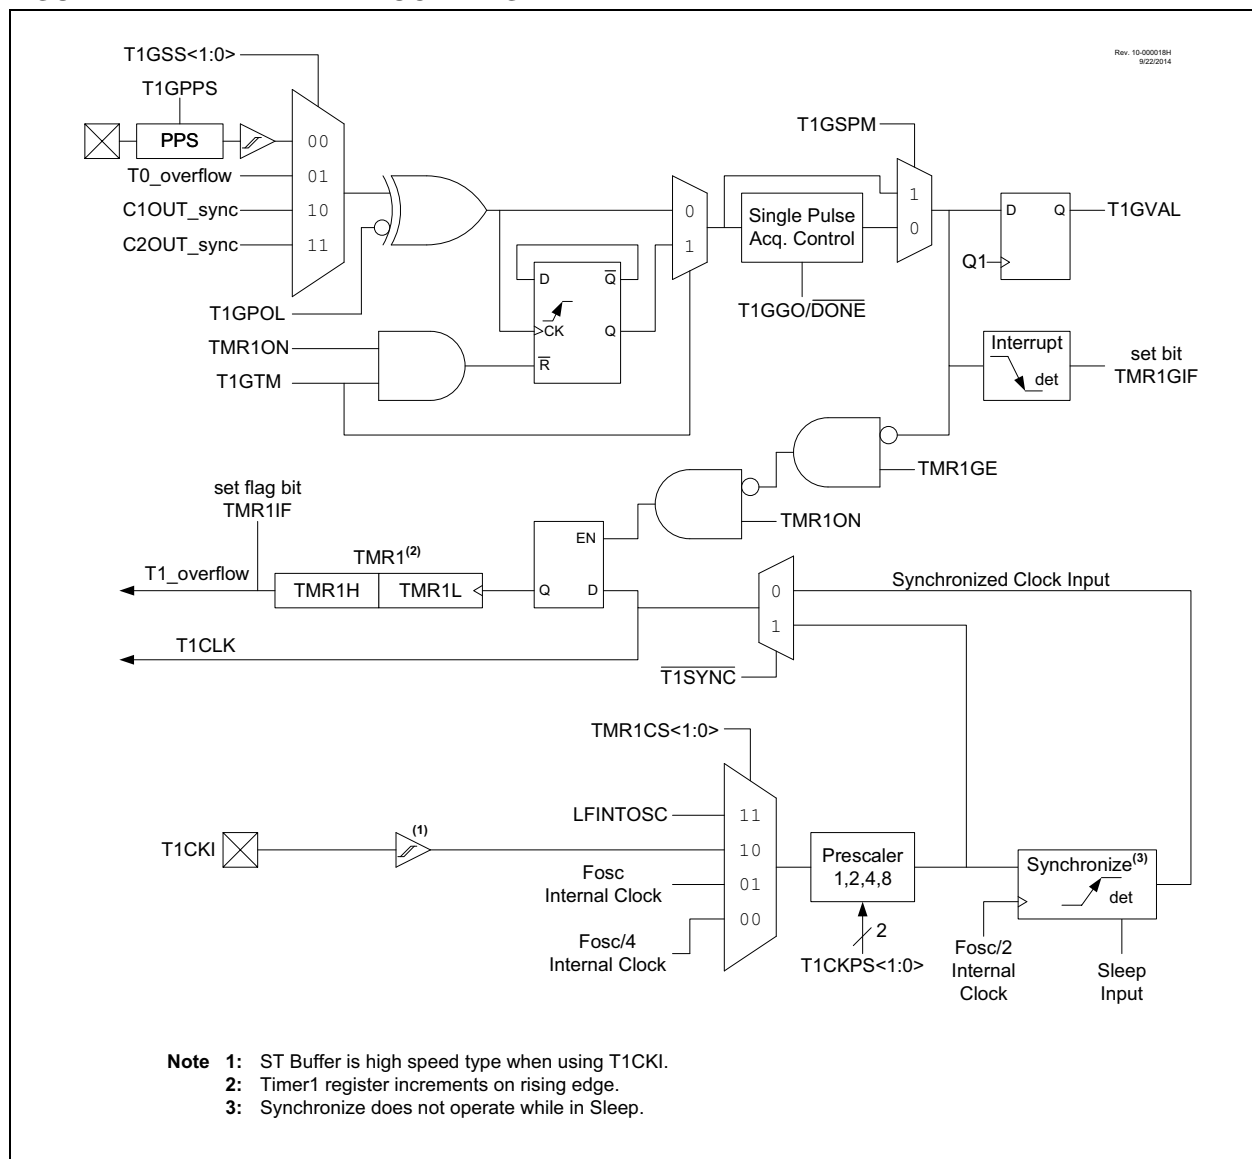 T1GSS<1:0>
Rev. 10-000018H
9/22/2014
T1GPPS
PPS
00
T0_overflow
01
C1OUT_sync
10
C2OUT_sync
11
T1GPOL
TMR1ON
T1GTM
D
Q
CK
Q
R
0
1
T1GSPM
Single Pulse
Acq. Control
T1GGO/DONE
1
0
D
Q
T1GVAL
Q1
Interrupt
det
set bit
TMR1GIF
TMR1GE
TMR1ON
set flag bit
TMR1IF
TMR1(2)
T1_overflow
TMR1H
TMR1L
EN
Q
D
0
1
Synchronized Clock Input
T1CLK
T1SYNC
TMR1CS<1:0>
LFINTOSC
11
T1CKI
(1)
10
Fosc
Internal Clock
01
00
Fosc/4
Internal Clock
Prescaler
1,2,4,8
2
T1CKPS<1:0>
Synchronize(3)
det
Fosc/2
Internal
Clock
Sleep
Input
Note 1: ST Buffer is high speed type when using T1CKI.
2: Timer1 register increments on rising edge.
3: Synchronize does not operate while in Sleep.